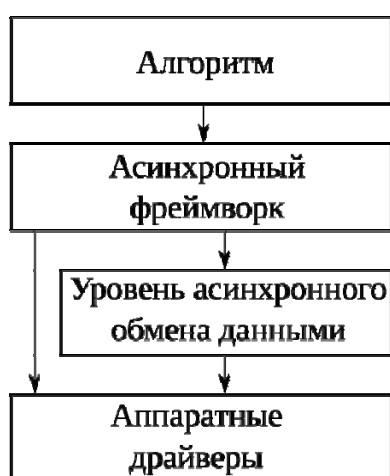 Алгоритм
Асинхронный
фреймворк
Уровень асинхронного
обмена данными
Аппаратные
драйверы